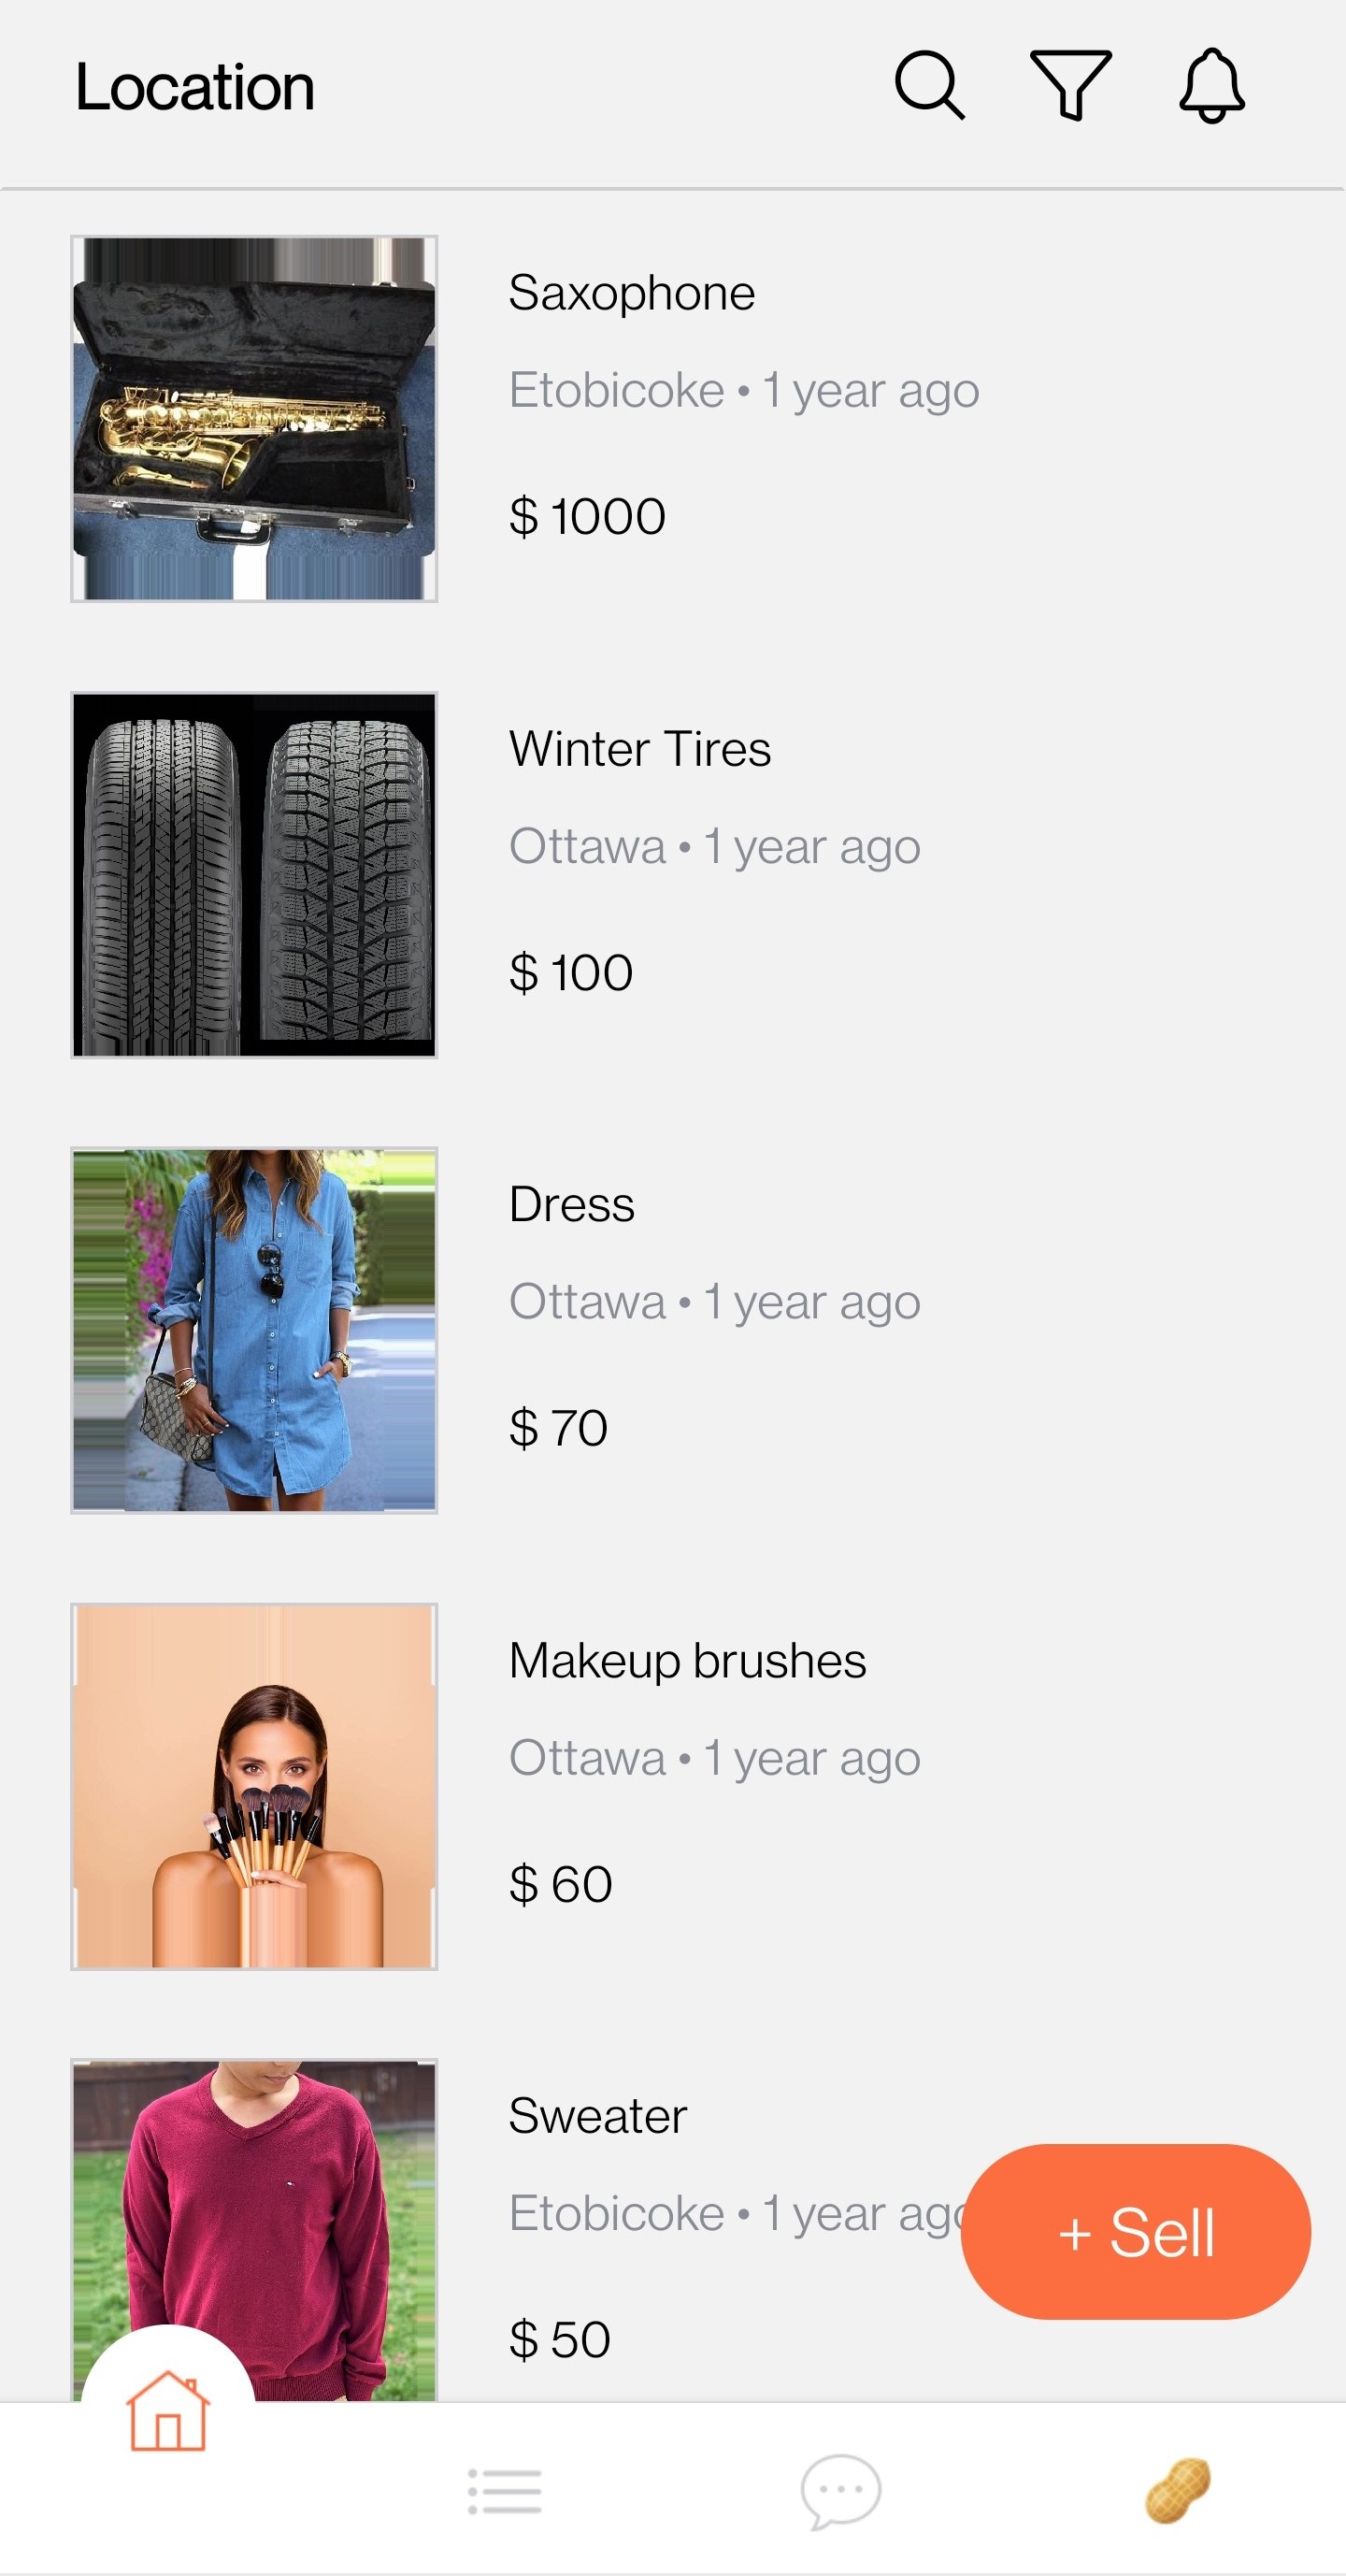 Location
Saxophone
Etobicoke • 1 year ago
$ 1000
Winter Tires
Ottawa • 1 year ago
$ 100
Dress
Ottawa • 1 year ago
$ 70
Makeup brushes
Ottawa • 1 year ago
$ 60
Sweater
Etobicoke • 1 year ago
+ Sell
$ 50